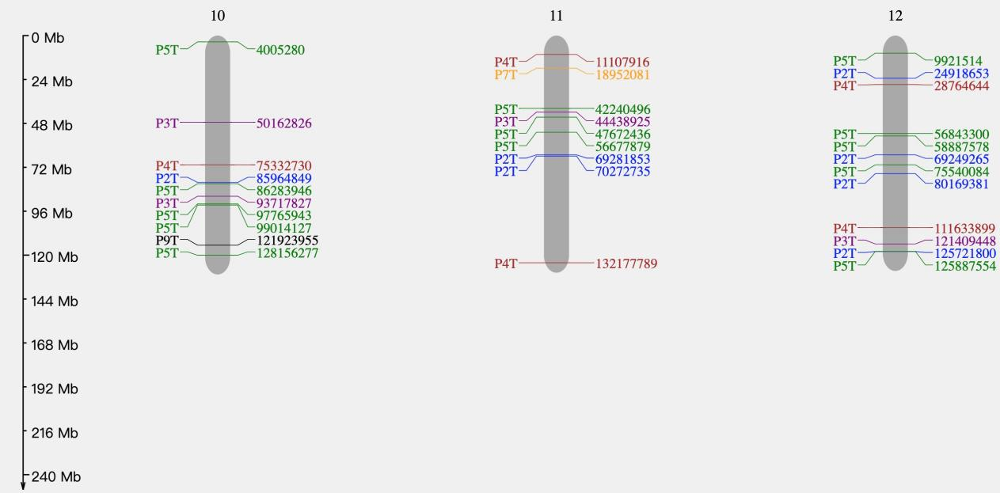 10 11 12
0 Mb
24 Mb
48 Mb
72 Mb
96 Mb
120 Mb
144 Mb
168 Mb
192 Mb
216 Mb
240 Mb
P5T 4005280
P3T 50162826
P4T 75332730
P2T 85964849
P5T 86283946
P3T 93717827
P5T 97765943
P5T 99014127
P9T 121923955
P5T 128156277
P4T 11107916
P7T 18952081
P5T 42240496
P3T 44438925
P5T 47672436
P5T 56677879
P2T 69281853
P2T 70272735
P4T 132177789
P5T 9921514
P2T 24918653
P4T 28764644
P5T 56843300
P5T 58887578
P2T 69249265
P5T 75540084
P2T 80169381
P4T 111633899
P3T 121409448
P2T 125721800
P5T 125887554